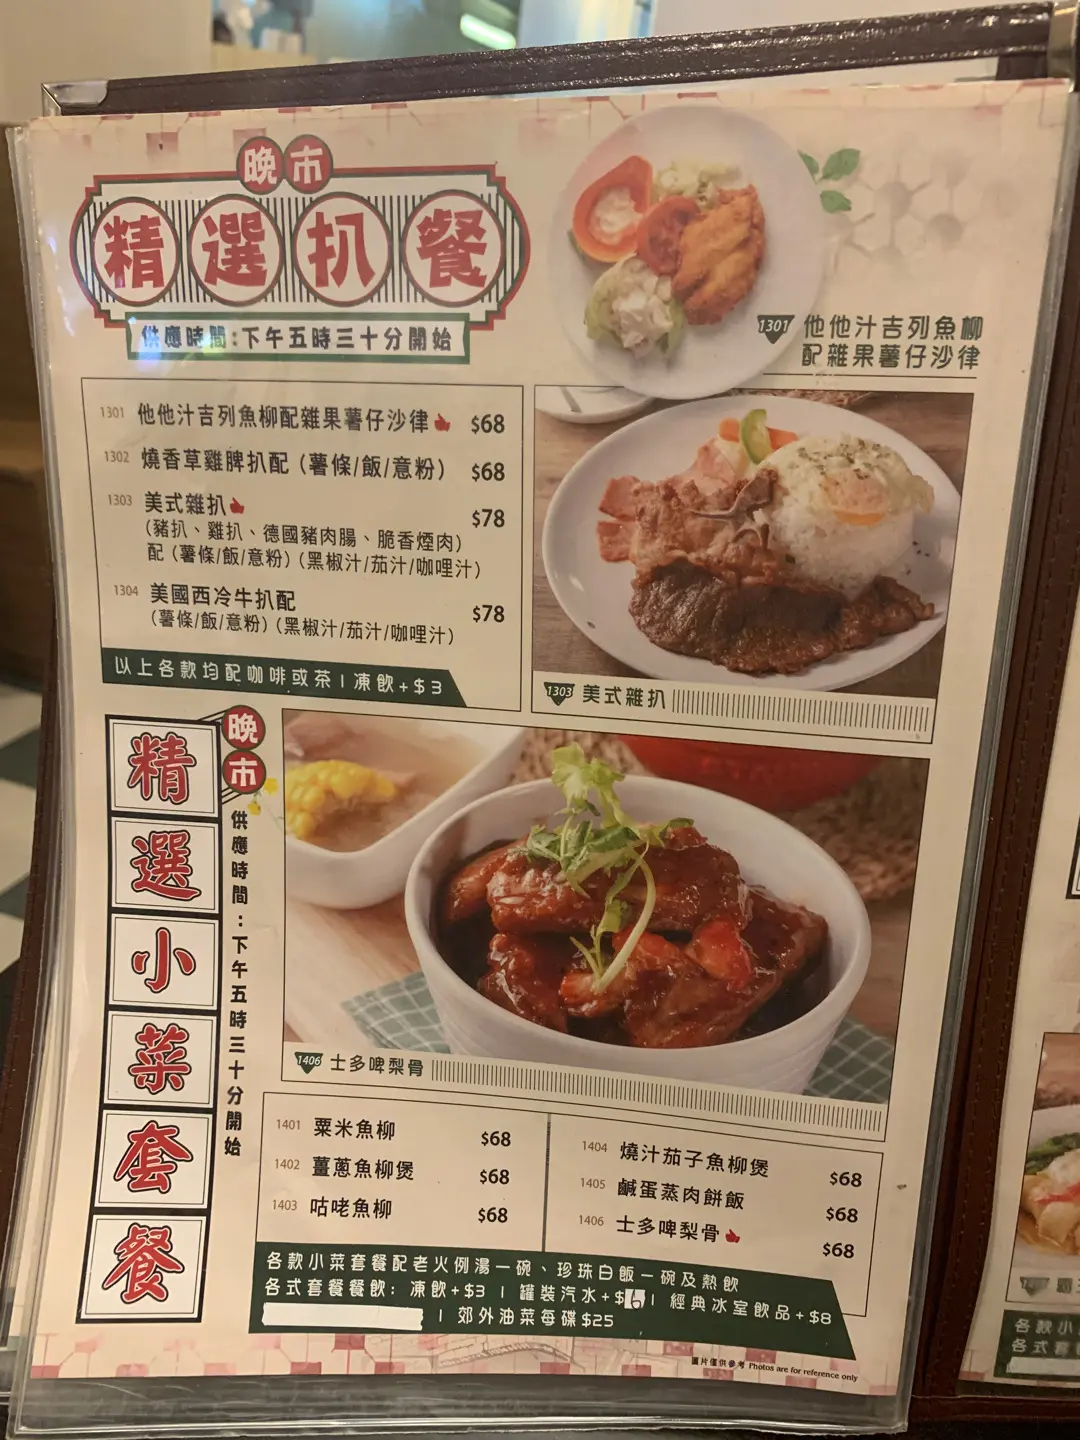 晚市
精選扒餐
供應時間:下午五時三十分開始
1301 他他汁吉列魚柳
配雜果薯仔沙律
1301 他他汁吉列魚柳配雜果薯仔沙律 $68
1302 燒香草雞脾扒配（薯條/飯/意粉） $68
1303 美式雜扒 $78
（豬扒、雞扒、德國豬肉腸、脆香煙肉）
配（薯條/飯/意粉）（黑椒汁/茄汁/咖哩汁）
1304 美國西冷牛扒配 $78
（薯條/飯/意粉）（黑椒汁/茄汁/咖哩汁）
以上各款均配咖啡或茶 | 凍飲+$3
1303 美式雜扒
晚市
精選小菜套餐
供應時間:下午五時三十分開始
1406 士多啤梨骨
1401 粟米魚柳 $68
1402 薑蔥魚柳煲 $68
1403 咕咾魚柳 $68
1404 燒汁茄子魚柳煲 $68
1405 鹹蛋蒸肉餅飯 $68
1406 士多啤梨骨 $68
各款小菜套餐配老火例湯一碗、珍珠白飯一碗及熱飲
各式套餐餐飲: 凍飲+$3 | 罐裝汽水+$6 | 經典冰室飲品+$8
| 郊外油菜每碟$25
圖片僅供參考 Photos are for reference only
各款小
各式套